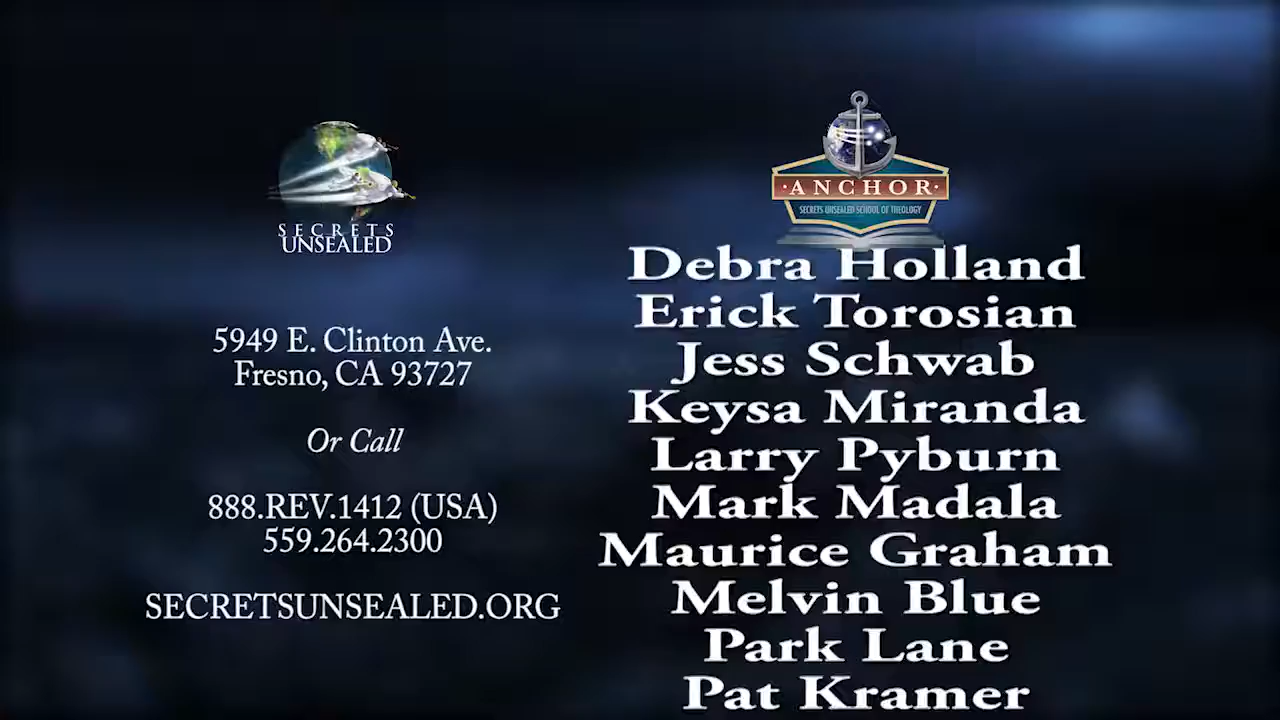 SECRETS
UNSEALED
5949 E. Clinton Ave.
Fresno, CA 93727
Or Call
888.REV.1412 (USA)
559.264.2300
SECRETSUNSEALED.ORG
·ANCHOR·
SECRETS UNSEALED SCHOOL OF THEOLOGY
Debra Holland
Erick Torosian
Jess Schwab
Keysa Miranda
Larry Pyburn
Mark Madala
Maurice Graham
Melvin Blue
Park Lane
Pat Kramer